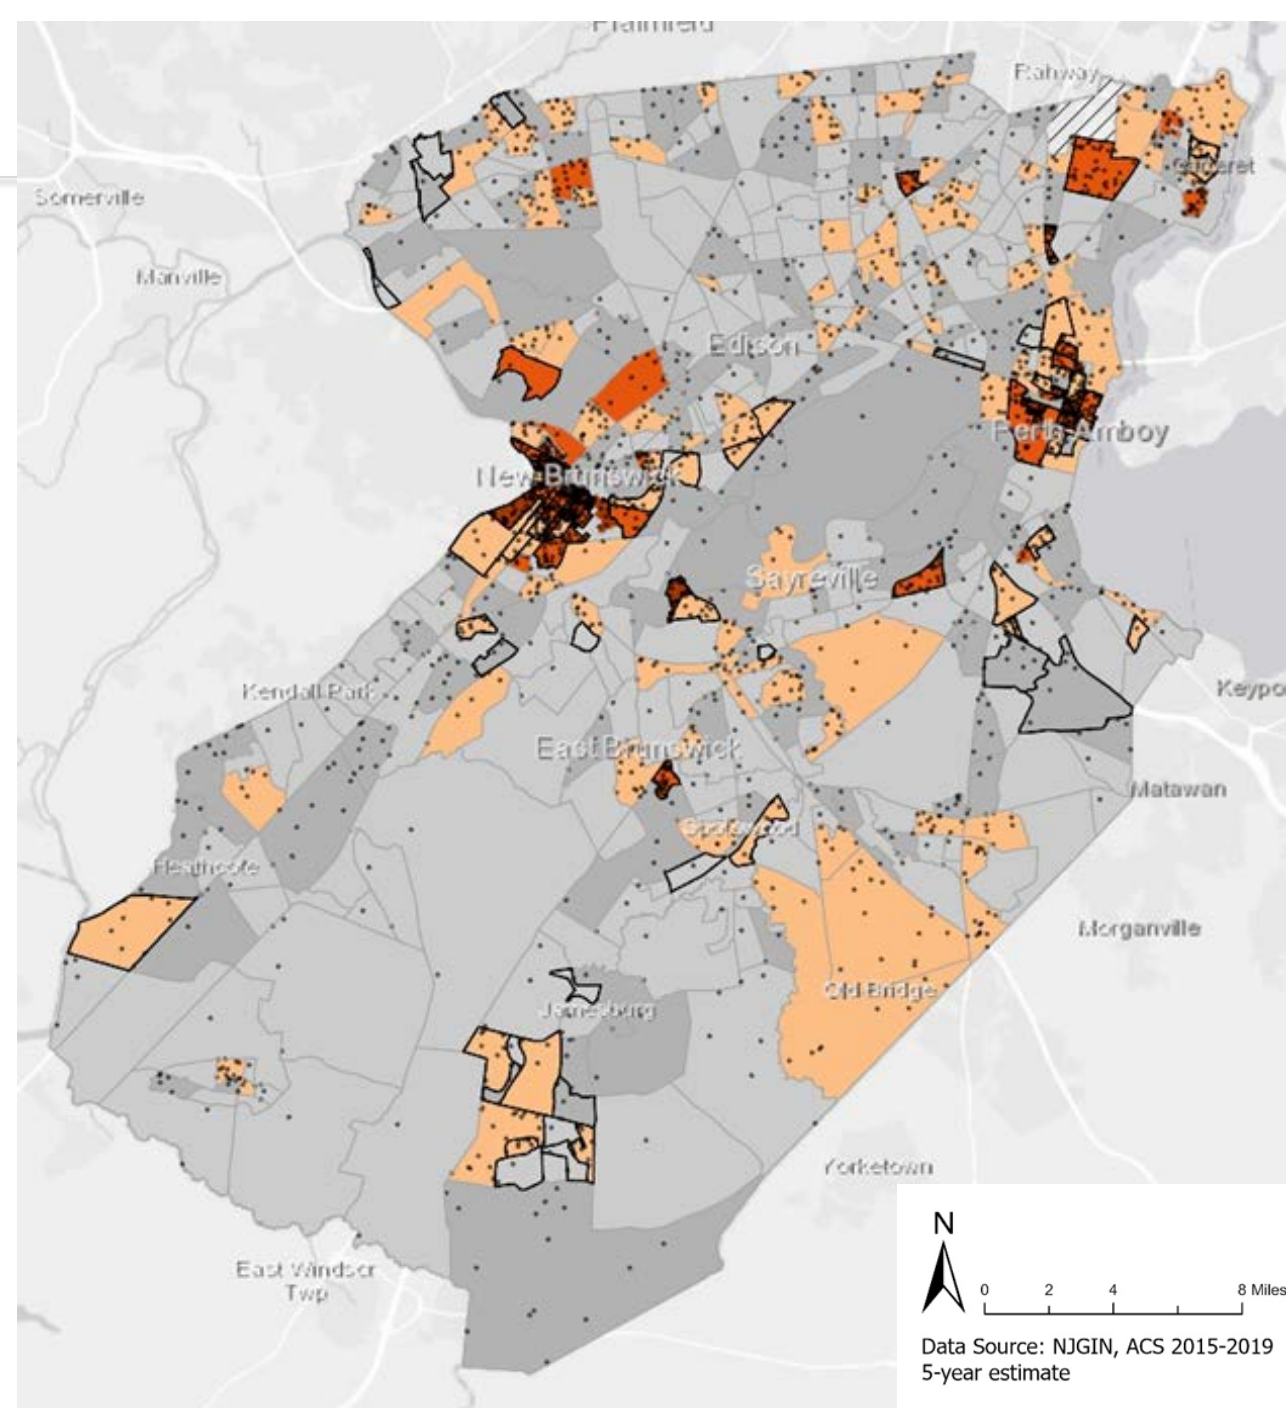 Plainfield
Rahway
Carteret
Somerville
Manville
Edison
Perth Amboy
New Brunswick
Sayreville
Kendall Park
Keypo
East Brunswick
Matawan
Spotswood
Heathcote
Morganville
Old Bridge
Jamesburg
Yorketown
East Windsor
Twp
N
0 2 4 8 Miles
Data Source: NJGIN, ACS 2015-2019
5-year estimate